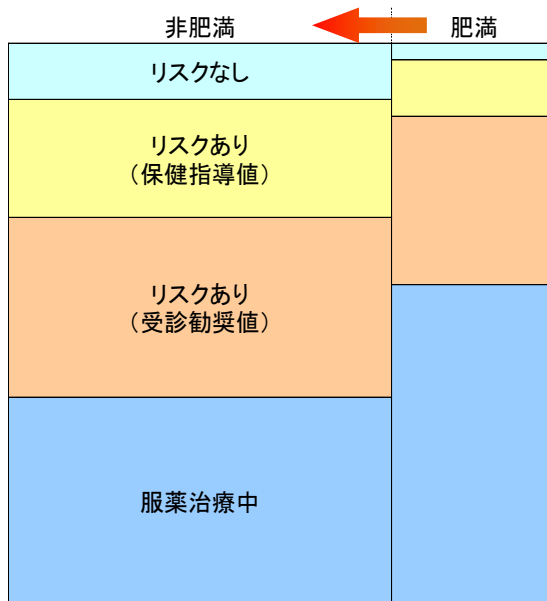 非肥満
肥満
リスクなし
リスクあり
（保健指導値）
リスクあり
（受診勧奨値）
服薬治療中